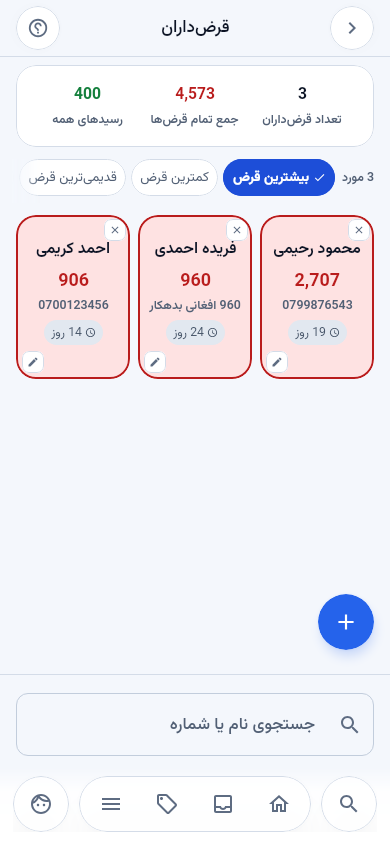 قرض‌داران
3
تعداد قرض‌داران
4,573
جمع تمام قرض‌ها
400
رسیدهای همه
3 مورد
بیشترین قرض
کمترین قرض
قدیمی‌ترین قرض
محمود رحیمی
2,707
0799876543
19 روز
فریده احمدی
960
960 افغانی بدهکار
24 روز
احمد کریمی
906
0700123456
14 روز
جستجوی نام یا شماره